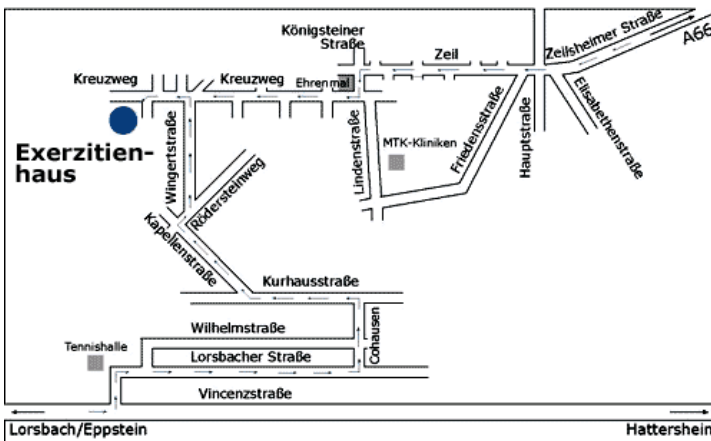 Königsteiner
Straße
Zeil
Zeilsheimer Straße
A66
Kreuzweg
Kreuzweg
Ehrenmal
Exerzitien-
haus
Wingertstraße
Rödersteinweg
Kapellenstraße
Lindenstraße
MTK-Kliniken
Friedensstraße
Hauptstraße
Elisabethenstraße
Kurhausstraße
Wilhelmstraße
Cohausen
Tennishalle
Lorsbacher Straße
Vincenzstraße
Lorsbach/Eppstein
Hattersheim